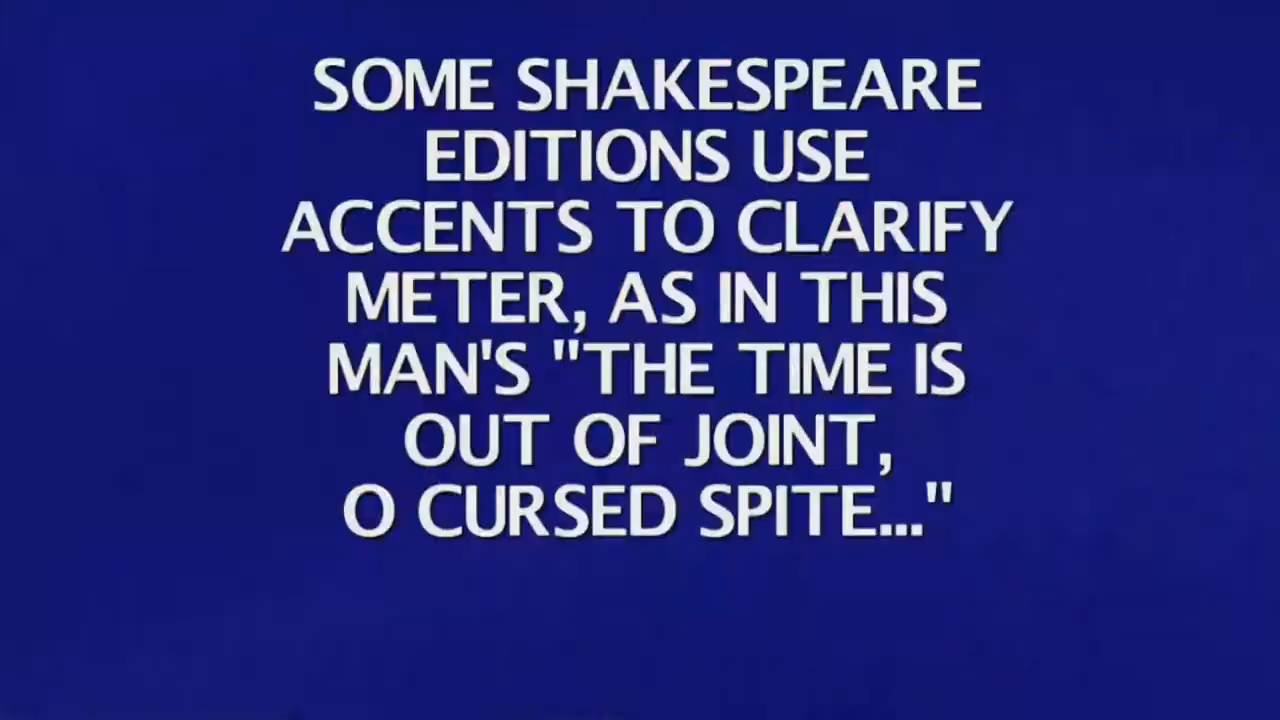 SOME SHAKESPEARE
EDITIONS USE
ACCENTS TO CLARIFY
METER, AS IN THIS
MAN'S "THE TIME IS
OUT OF JOINT,
O CURSED SPITE..."